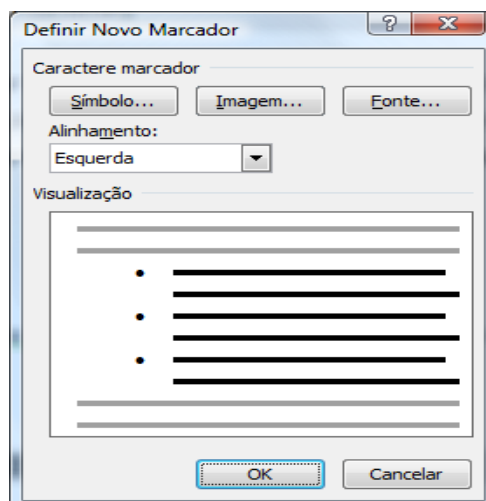 Definir Novo Marcador
Caractere marcador
Símbolo... Imagem... Fonte...
Alinhamento:
Esquerda
Visualização
OK Cancelar